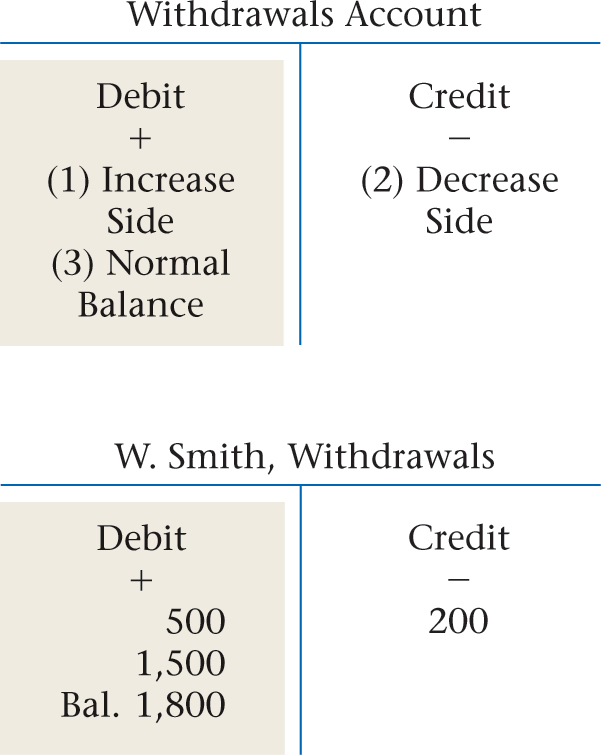 Withdrawals Account
Debit
+
(1) Increase
Side
(3) Normal
Balance
Credit
−
(2) Decrease
Side
W. Smith, Withdrawals
Debit
+
500
1,500
Bal. 1,800
Credit
−
200